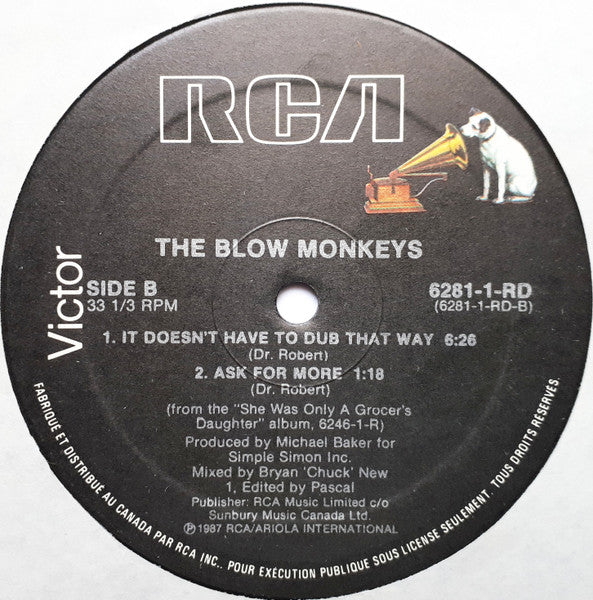 RCA
Victor
THE BLOW MONKEYS
SIDE B
33 1/3 RPM
6281-1-RD
(6281-1-RD-B)
1. IT DOESN'T HAVE TO DUB THAT WAY 6:26
(Dr. Robert)
2. ASK FOR MORE 1:18
(Dr. Robert)
(from the "She Was Only A Grocer's
Daughter" album, 6246-1-R)
Produced by Michael Baker for
Simple Simon Inc.
Mixed by Bryan 'Chuck' New
1, Edited by Pascal
Publisher: RCA Music Limited c/o
Sunbury Music Canada Ltd.
℗1987 RCA/ARIOLA INTERNATIONAL
FABRIQUE ET DISTRIBUÉ AU CANADA PAR RCA INC., POUR EXÉCUTION PUBLIQUE SOUS LICENSE SEULEMENT. TOUS DROITS RÉSERVÉS.